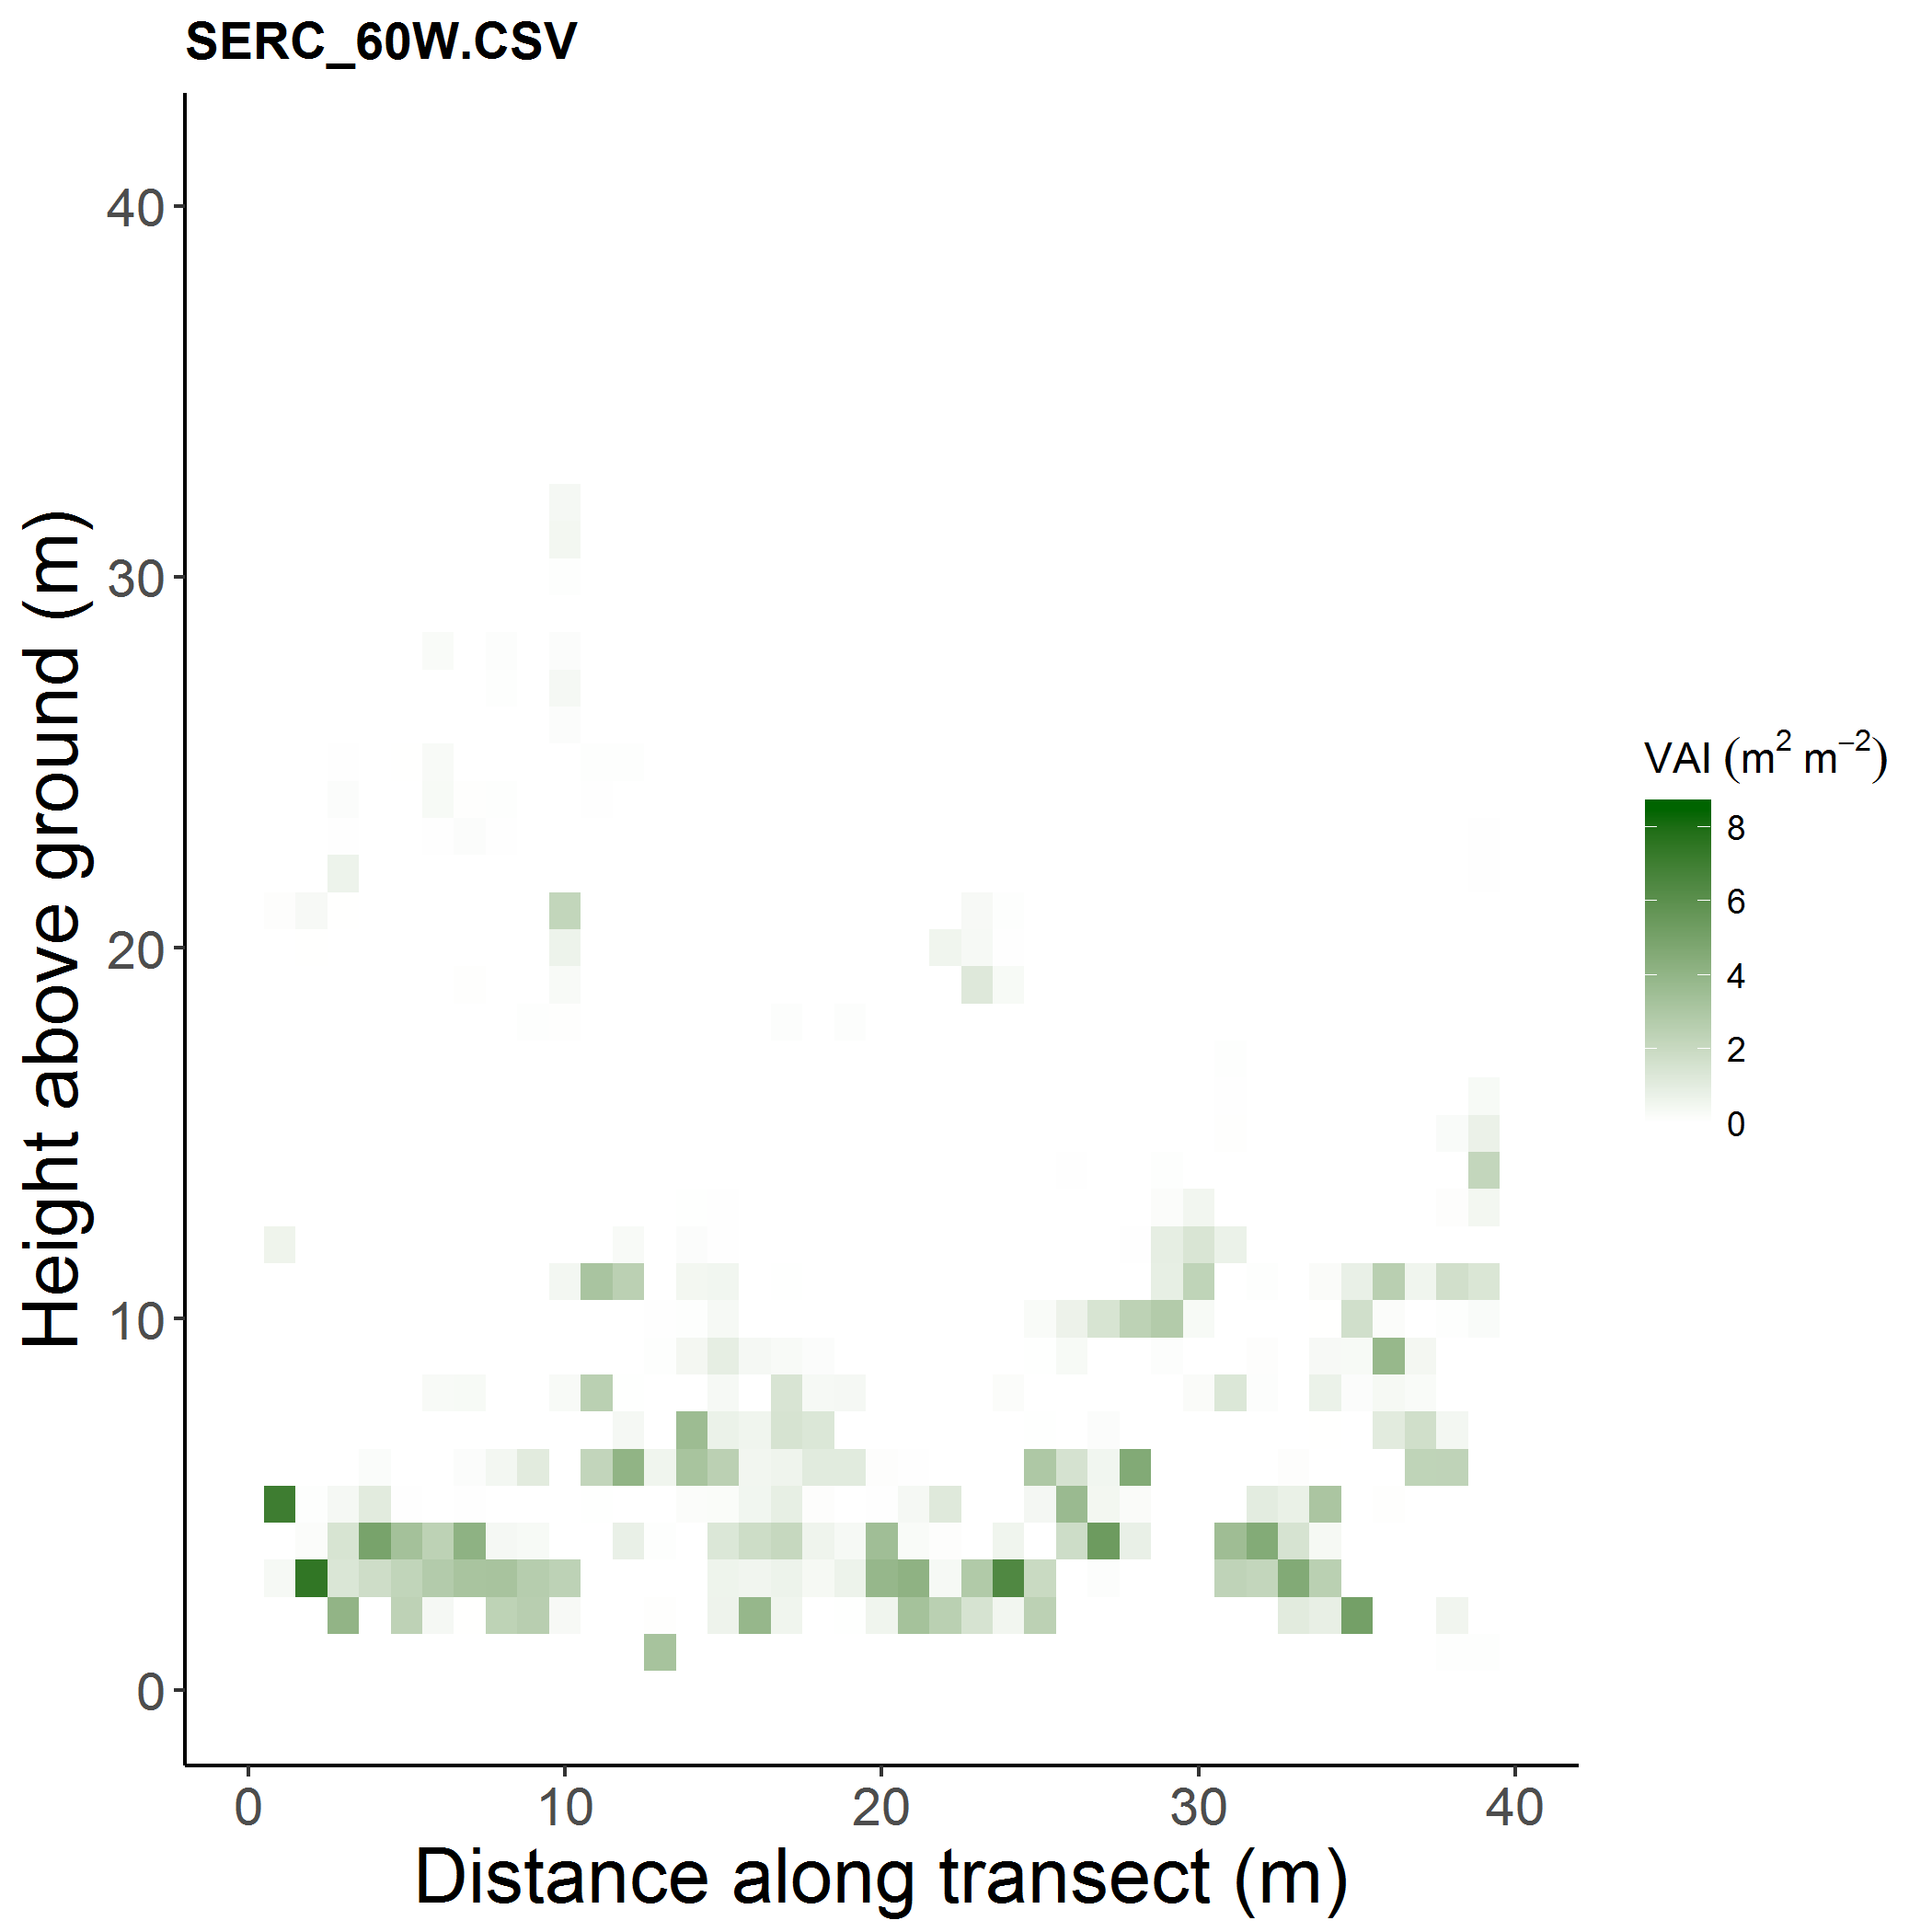 SERC_60W.CSV
40
30
20
10
0
Height above ground (m)
0 10 20 30 40
Distance along transect (m)
VAI (m² m⁻²)
8
6
4
2
0